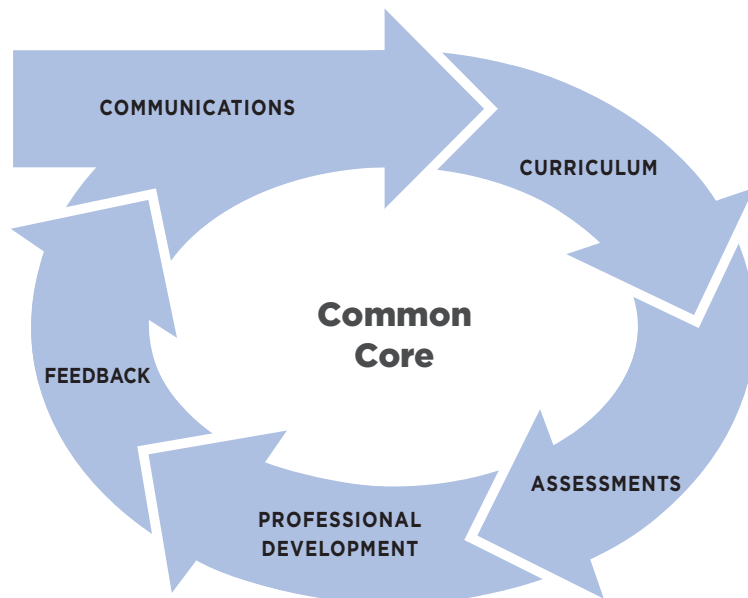 COMMUNICATIONS
CURRICULUM
Common
Core
FEEDBACK
ASSESSMENTS
PROFESSIONAL
DEVELOPMENT